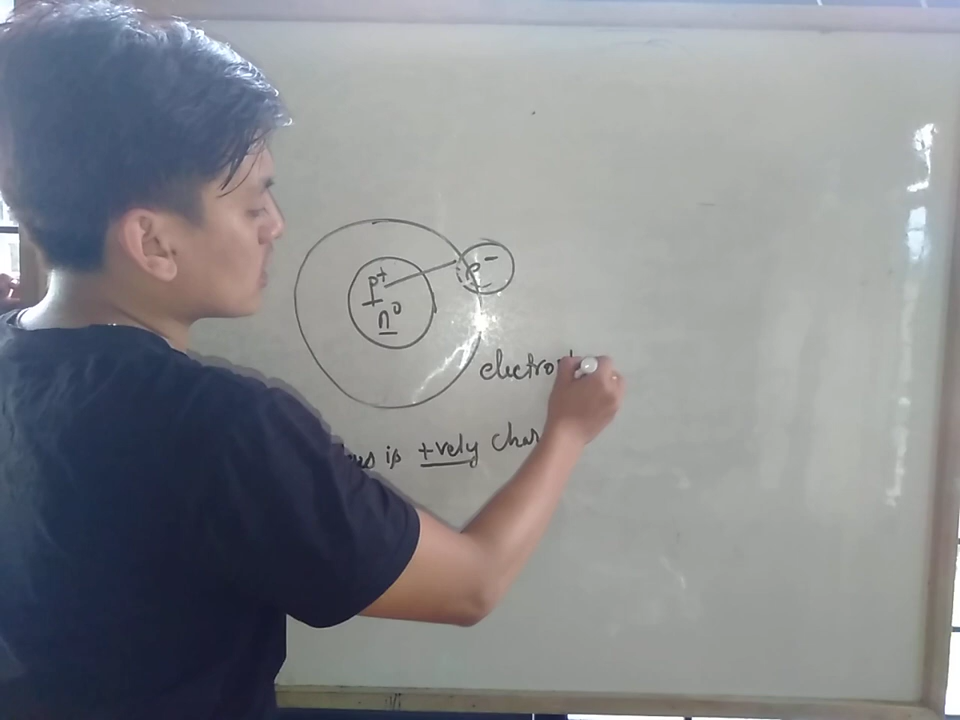 p+
n0
e-
electro
is +vely char